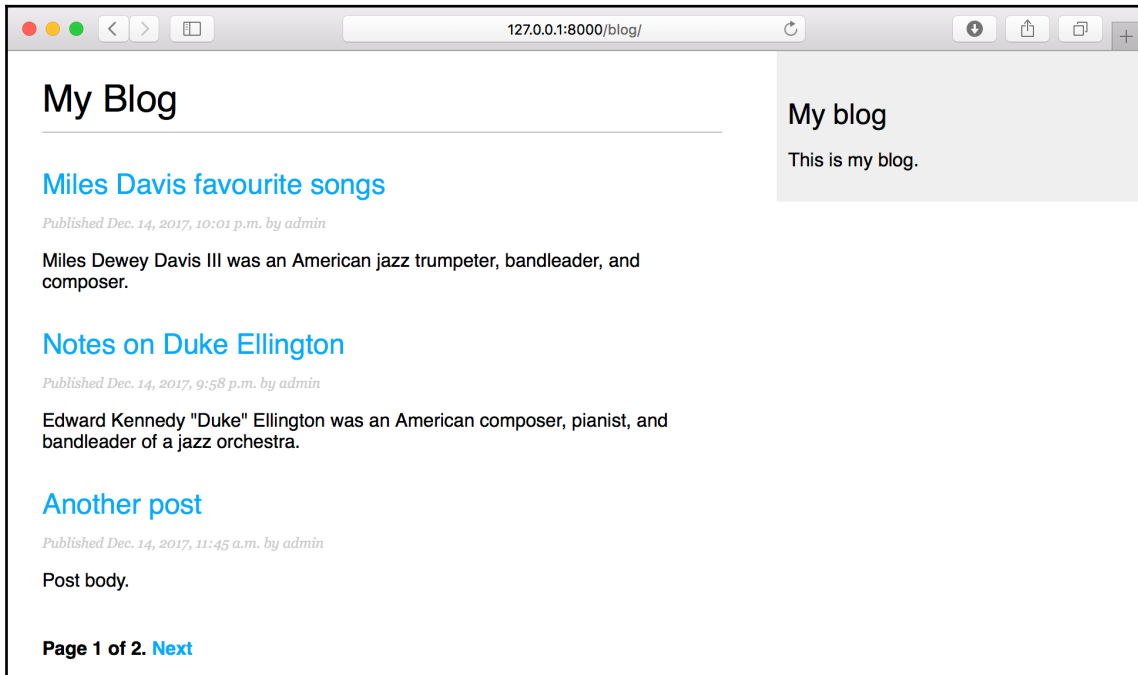 127.0.0.1:8000/blog/
My Blog
Miles Davis favourite songs
Published Dec. 14, 2017, 10:01 p.m. by admin
Miles Dewey Davis III was an American jazz trumpeter, bandleader, and
composer.
Notes on Duke Ellington
Published Dec. 14, 2017, 9:58 p.m. by admin
Edward Kennedy "Duke" Ellington was an American composer, pianist, and
bandleader of a jazz orchestra.
Another post
Published Dec. 14, 2017, 11:45 a.m. by admin
Post body.
Page 1 of 2. Next
My blog
This is my blog.